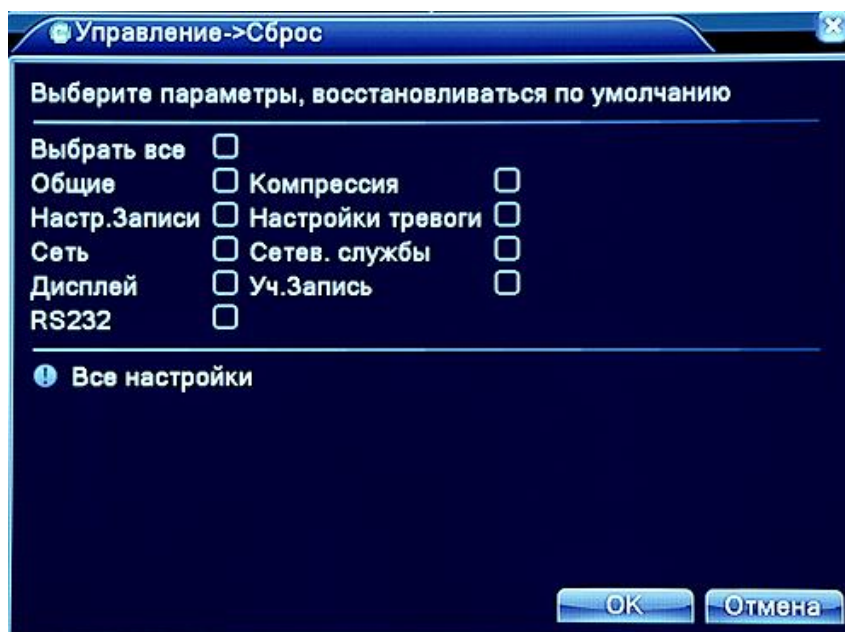 Управление->Сброс
Выберите параметры, восстановливаться по умолчанию
Выбрать все
Общие Компрессия
Настр.Записи Настройки тревоги
Сеть Сетев. службы
Дисплей Уч.Запись
RS232
Все настройки
OK Отмена